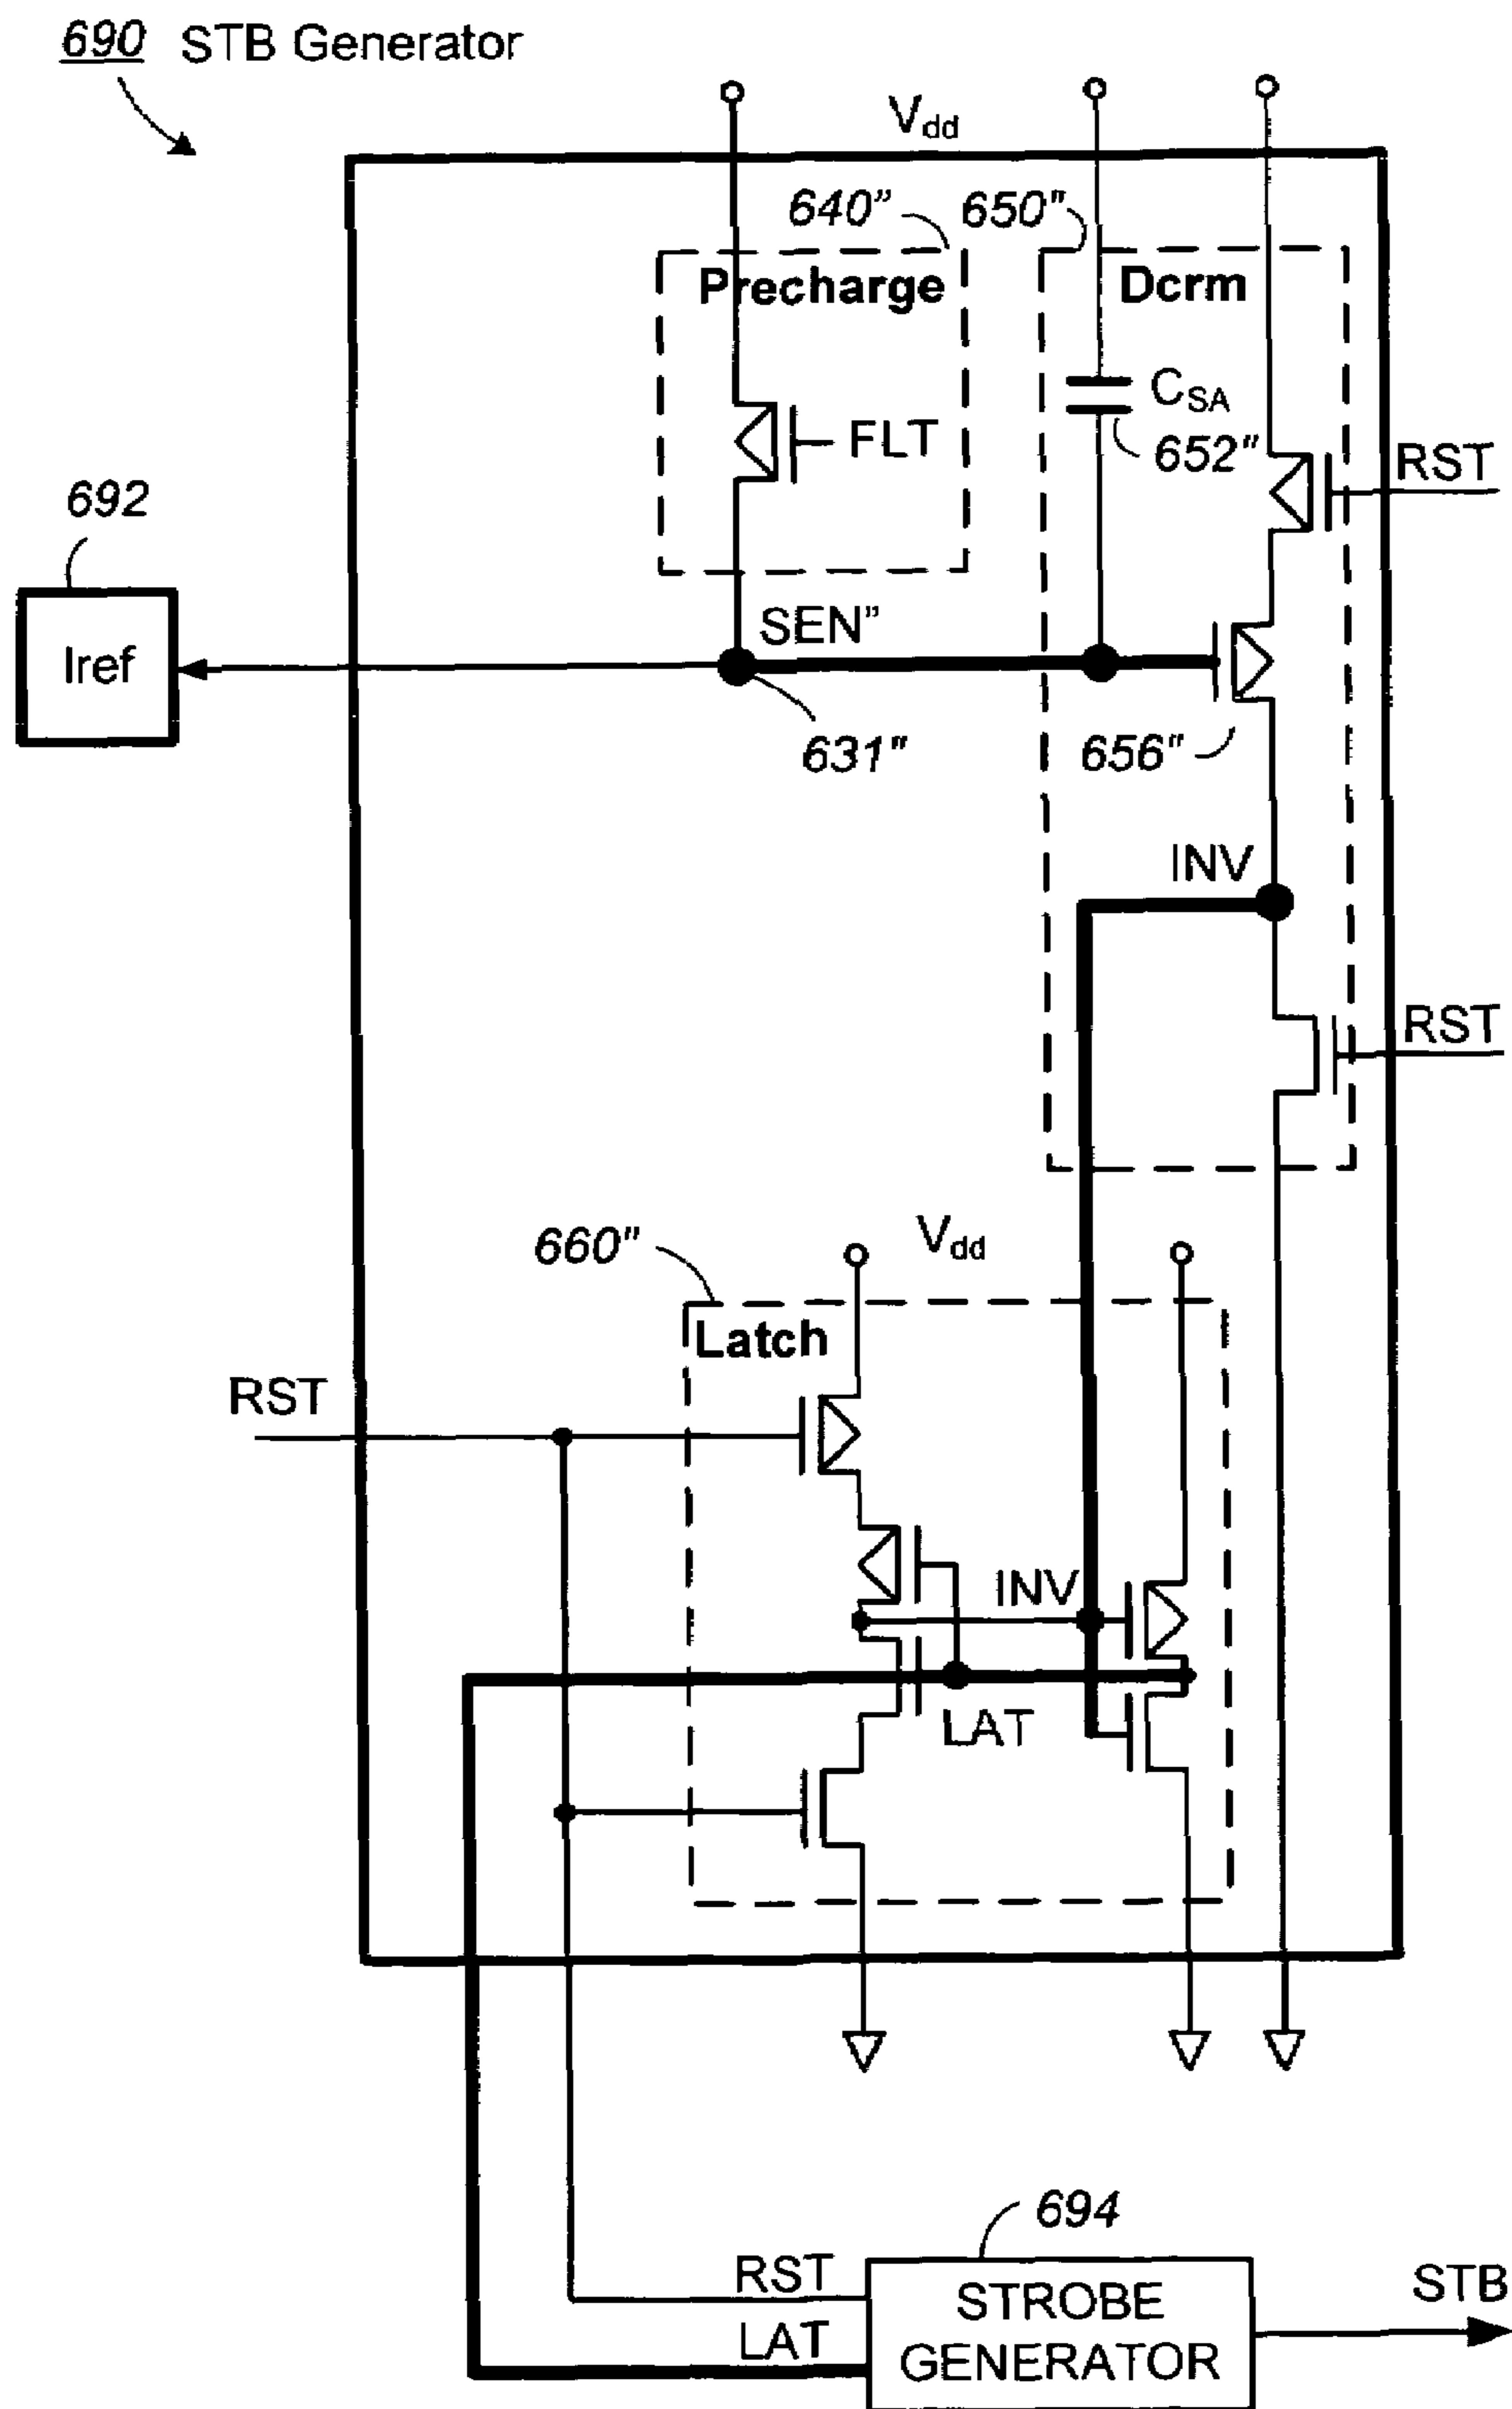 690 STB Generator
Vdd
640” 650"
Precharge Dcrm
CSA
FLT
652"
RST
692
SEN”
Iref
631"
656"
INV
RST
660"
Vdd
Latch
RST
INV
LAT
694
RST
STROBE
GENERATOR
STB
LAT